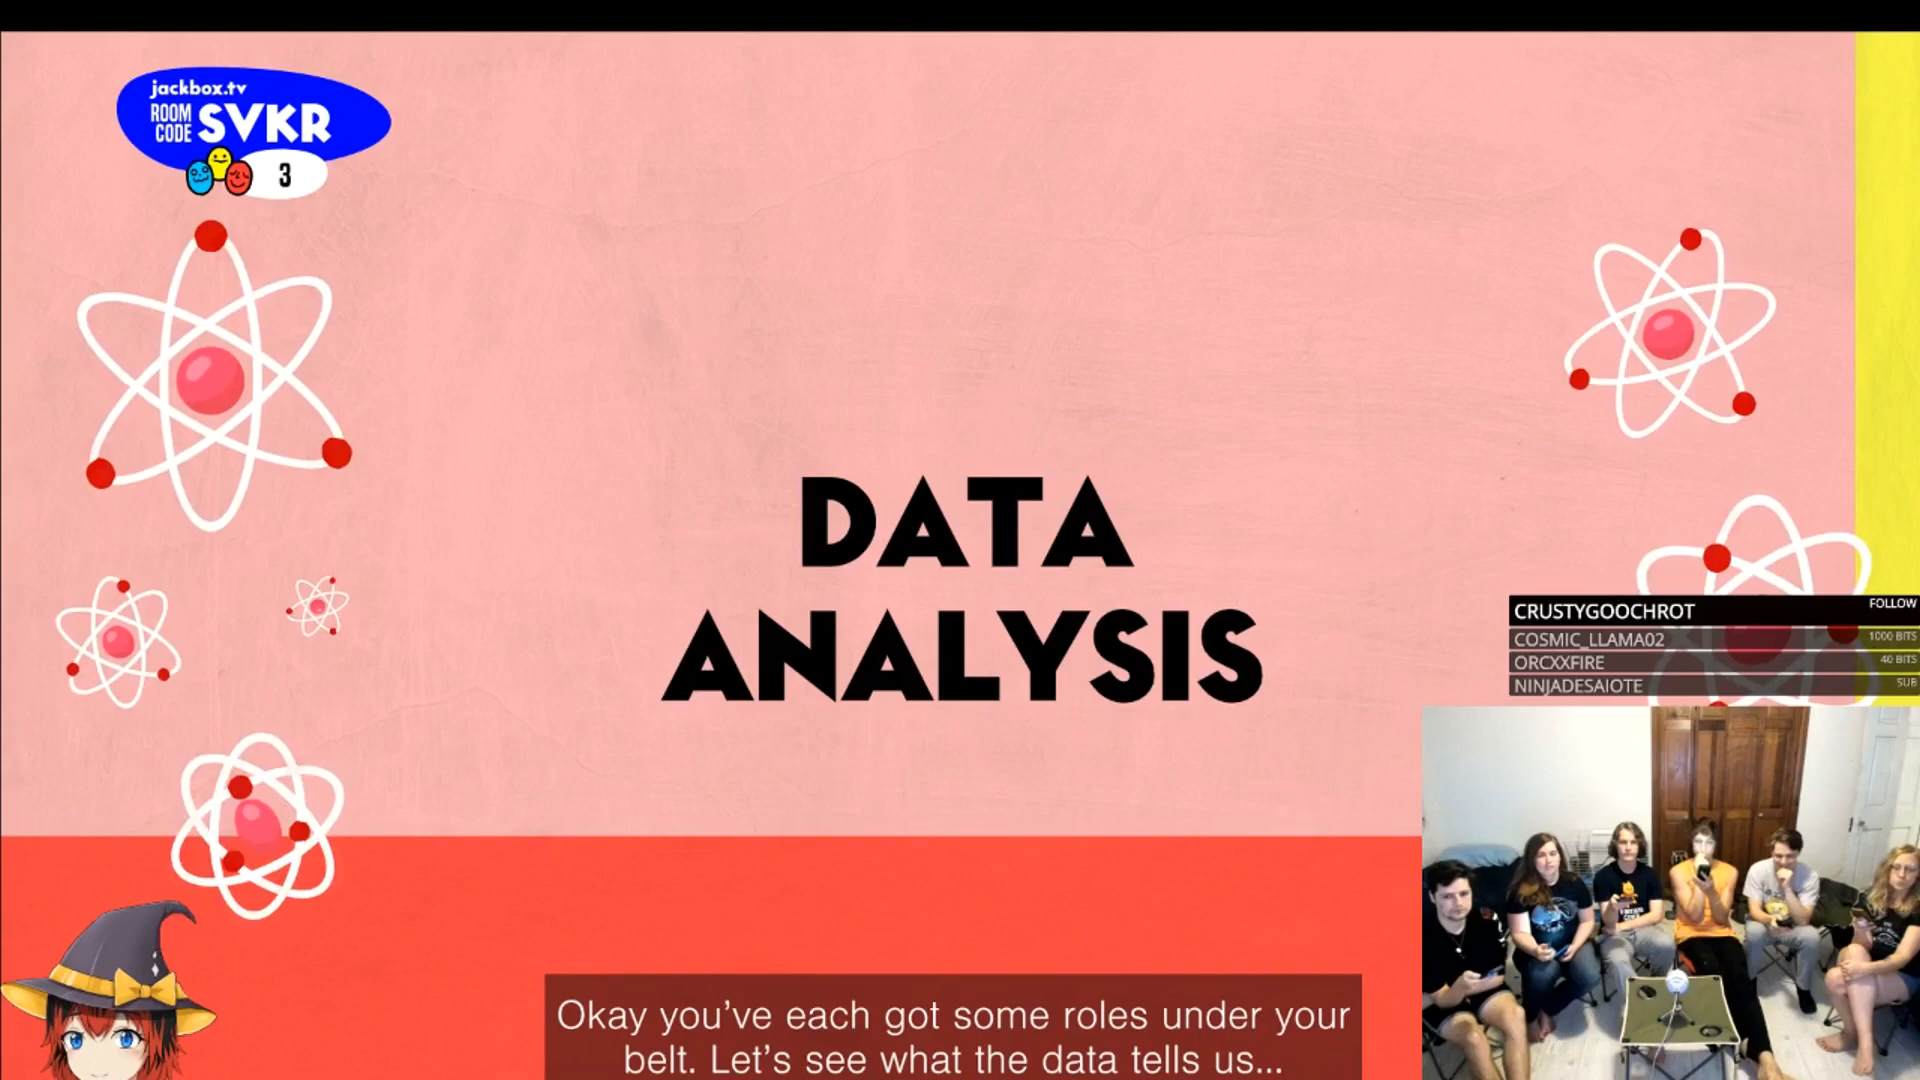 jackbox.tv
ROOM CODE SVKR
3
DATA
ANALYSIS
CRUSTYGOOCHROT FOLLOW
COSMIC_LLAMA02 1000 BITS
ORCXXFIRE 40 BITS
NINJADESAIOTE SUB
Okay you've each got some roles under your
belt. Let's see what the data tells us...